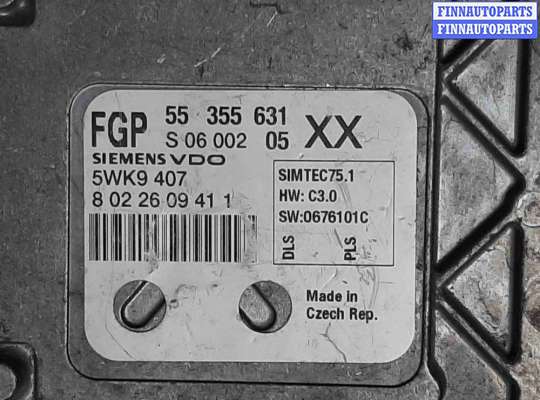 FINNAUTOPARTS
FINNAUTOPARTS
FGP 55 355 631 XX
S 06 002 05
SIEMENS VDO
5WK9 407
8 02 26 09 41 1
SIMTEC75.1
HW: C3.0
SW:0676101C
DLS PLS
Made in
Czech Rep.